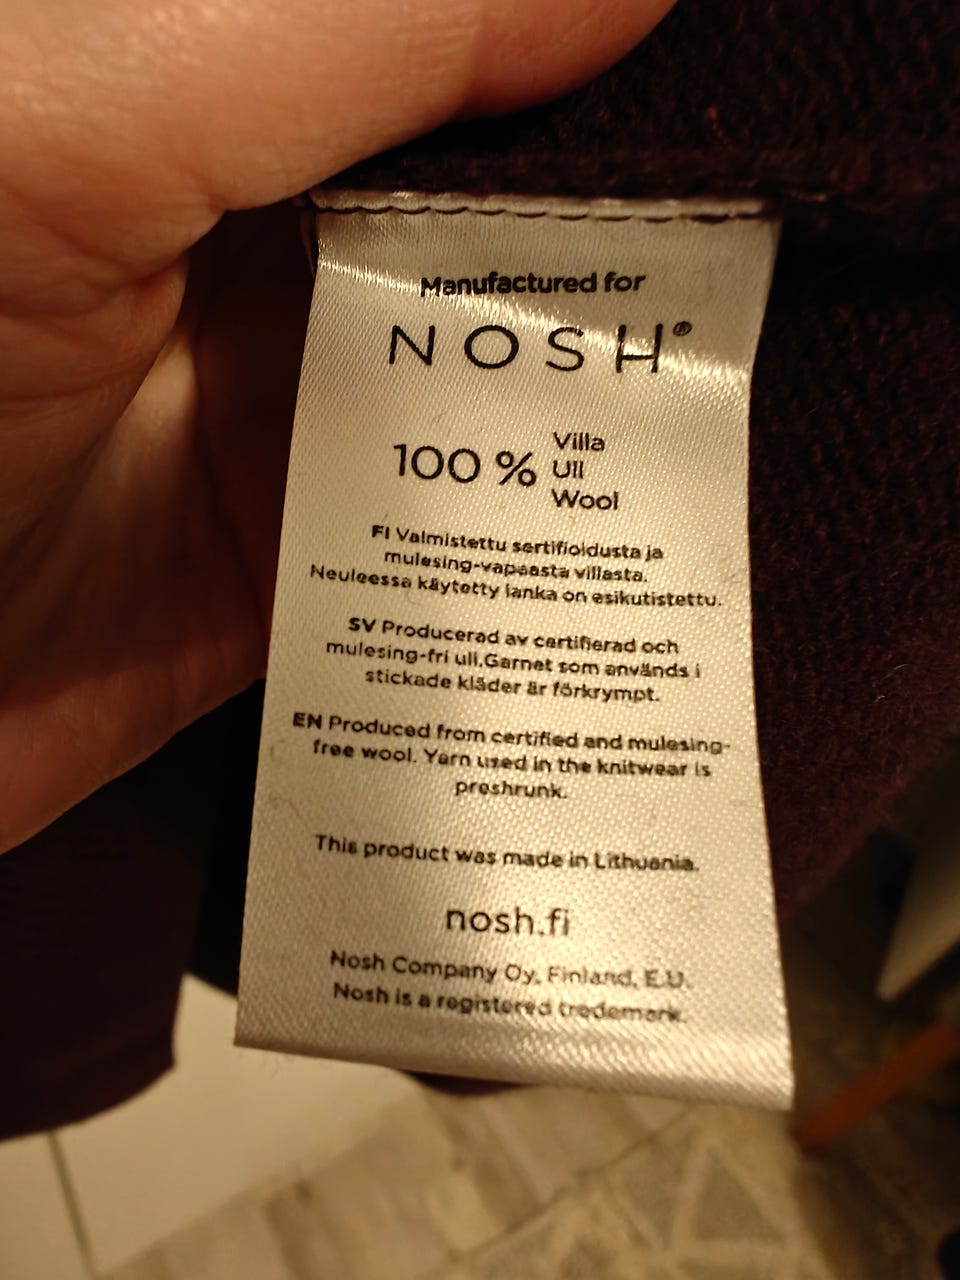 Manufactured for
NOSH®
100 %
Villa
Ull
Wool
FI Valmistettu sertifioidusta ja
mulesing-vapaasta villasta.
Neuleessa käytetty lanka on esikutistettu.
SV Producerad av certifierad och
mulesing-fri ull.Garnet som används i
stickade kläder är förkrympt.
EN Produced from certified and mulesing-
free wool. Yarn used in the knitwear is
preshrunk.
This product was made in Lithuania.
nosh.fi
Nosh Company Oy, Finland, E.U.
Nosh is a registered trademark.